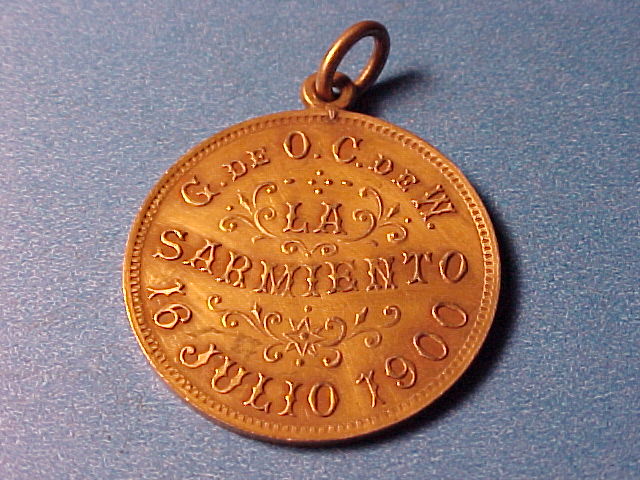 G. DE O. C. DE W.
LA
SARMIENTO
16 JULIO 1900